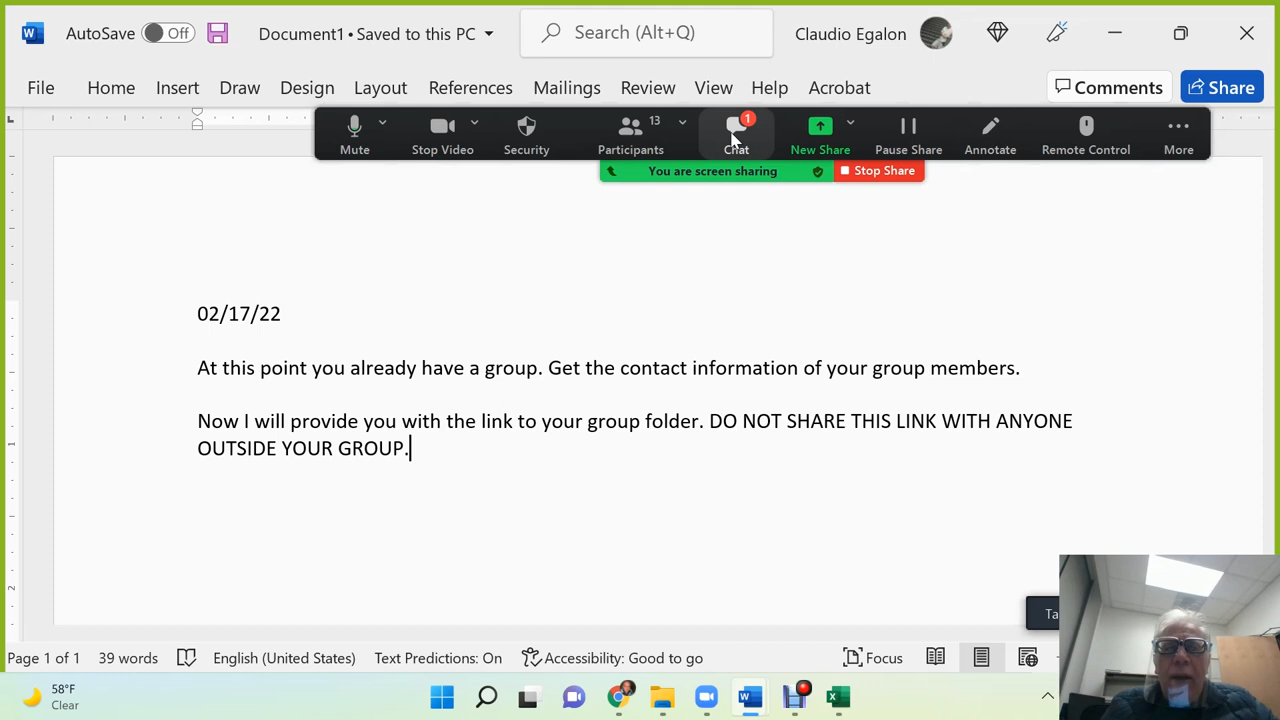 AutoSave Off Document1 • Saved to this PC Search (Alt+Q) Claudio Egalon
File Home Insert Draw Design Layout References Mailings Review View Help Acrobat Comments Share
13 1
Mute Stop Video Security Participants Chat New Share Pause Share Annotate Remote Control More
You are screen sharing Stop Share
02/17/22
At this point you already have a group. Get the contact information of your group members.
Now I will provide you with the link to your group folder. DO NOT SHARE THIS LINK WITH ANYONE
OUTSIDE YOUR GROUP.
1
2
Page 1 of 1 39 words English (United States) Text Predictions: On Accessibility: Good to go Focus
58°F
Clear